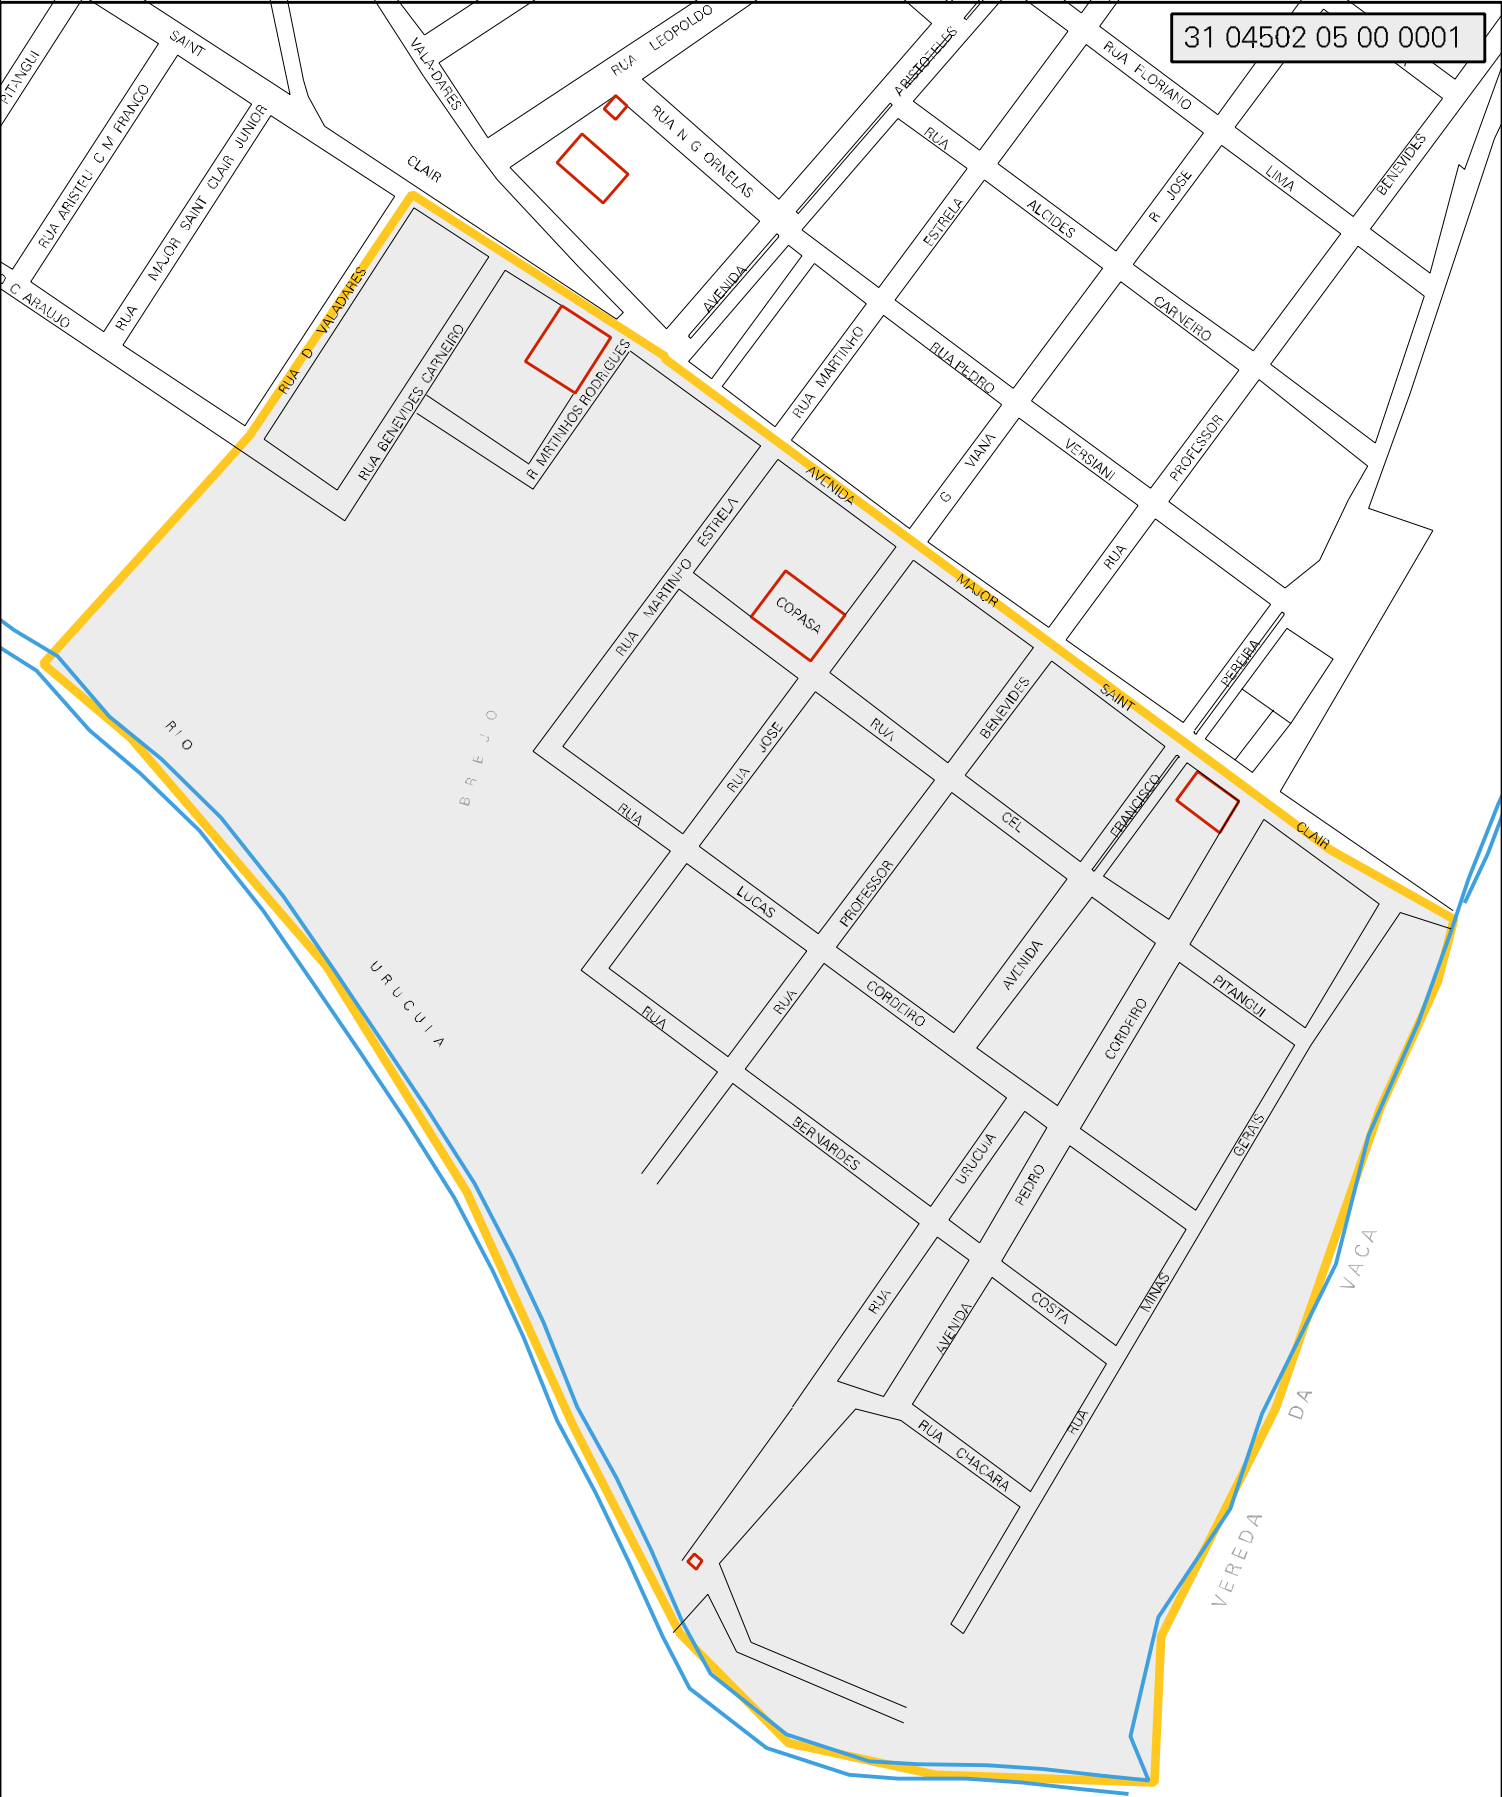 31 04502 05 00 0001
PITANGUI
SAINT
RUA ARISTEU C M FRANCO
RUA MAJOR SAINT CLAIR JUNIOR
C ARAUJO
CLAIR
VALADARES
RUA LEOPOLDO
RUA N G ORNELAS
ARISTOTELES
AVENIDA
RUA FLORIANO
LIMA
BENEVIDES
RUA
ALCIDES
CARNEIRO
R JOSE
ESTRELA
RUA MARTINHO
RUA PEDRO
VERSIANI
G VIANA
RUA
PROFESSOR
PEREIRA
RUA D VALADARES
RUA BENEVIDES CARNEIRO
R MRTINHOS RODRIGUES
AVENIDA
MAJOR
SAINT
CLAIR
RUA MARTINHO ESTRELA
COPASA
RUA JOSE
RUA
CEL
BENEVIDES
FRANCISCO
RIO
URUCUIA
BREJO
RUA
LUCAS
CORDEIRO
PROFESSOR
RUA
AVENIDA
PITANGUI
CORDEIRO
RUA
BERNARDES
URUCUIA
PEDRO
COSTA
GERAIS
MINAS
RUA
RUA
AVENIDA
RUA CHACARA
VEREDA
DA
VACA